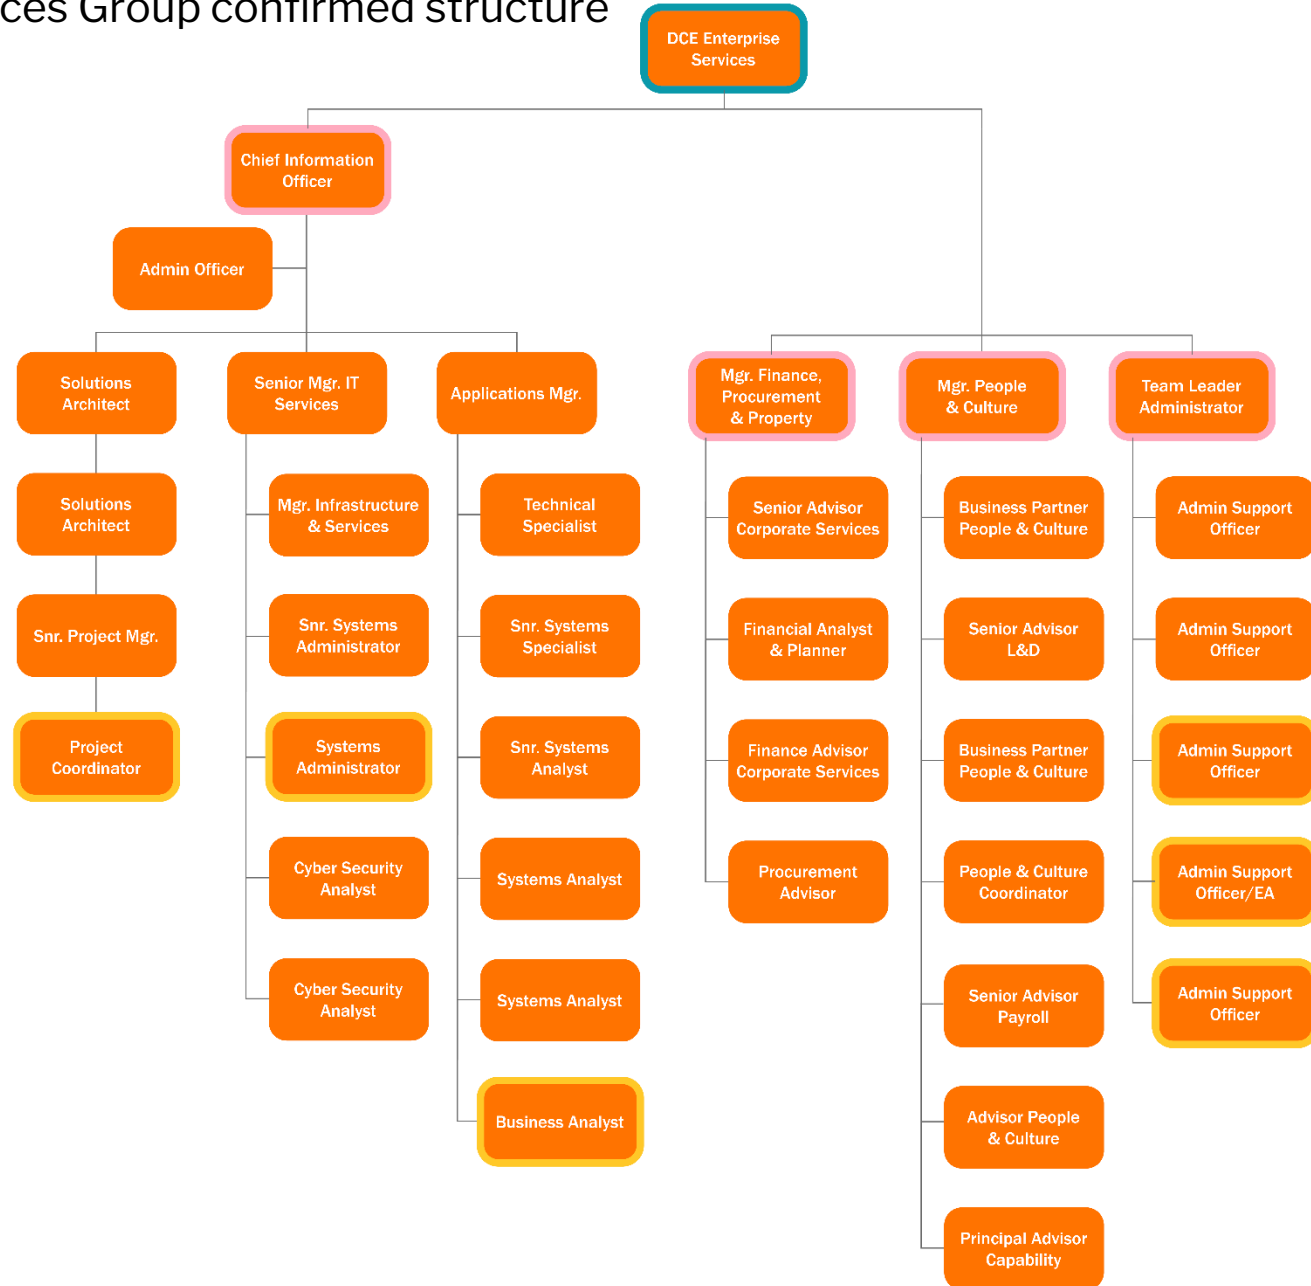 ces Group confirmed structure
DCE Enterprise
Services
Chief Information
Officer
Admin Officer
Solutions
Architect
Solutions
Architect
Snr. Project Mgr.
Project
Coordinator
Senior Mgr. IT
Services
Mgr. Infrastructure
& Services
Snr. Systems
Administrator
Systems
Administrator
Cyber Security
Analyst
Cyber Security
Analyst
Applications Mgr.
Technical
Specialist
Snr. Systems
Specialist
Snr. Systems
Analyst
Systems Analyst
Systems Analyst
Business Analyst
Mgr. Finance,
Procurement
& Property
Senior Advisor
Corporate Services
Financial Analyst
& Planner
Finance Advisor
Corporate Services
Procurement
Advisor
Mgr. People
& Culture
Business Partner
People & Culture
Senior Advisor
L&D
Business Partner
People & Culture
People & Culture
Coordinator
Senior Advisor
Payroll
Advisor People
& Culture
Principal Advisor
Capability
Team Leader
Administrator
Admin Support
Officer
Admin Support
Officer
Admin Support
Officer
Admin Support
Officer/EA
Admin Support
Officer